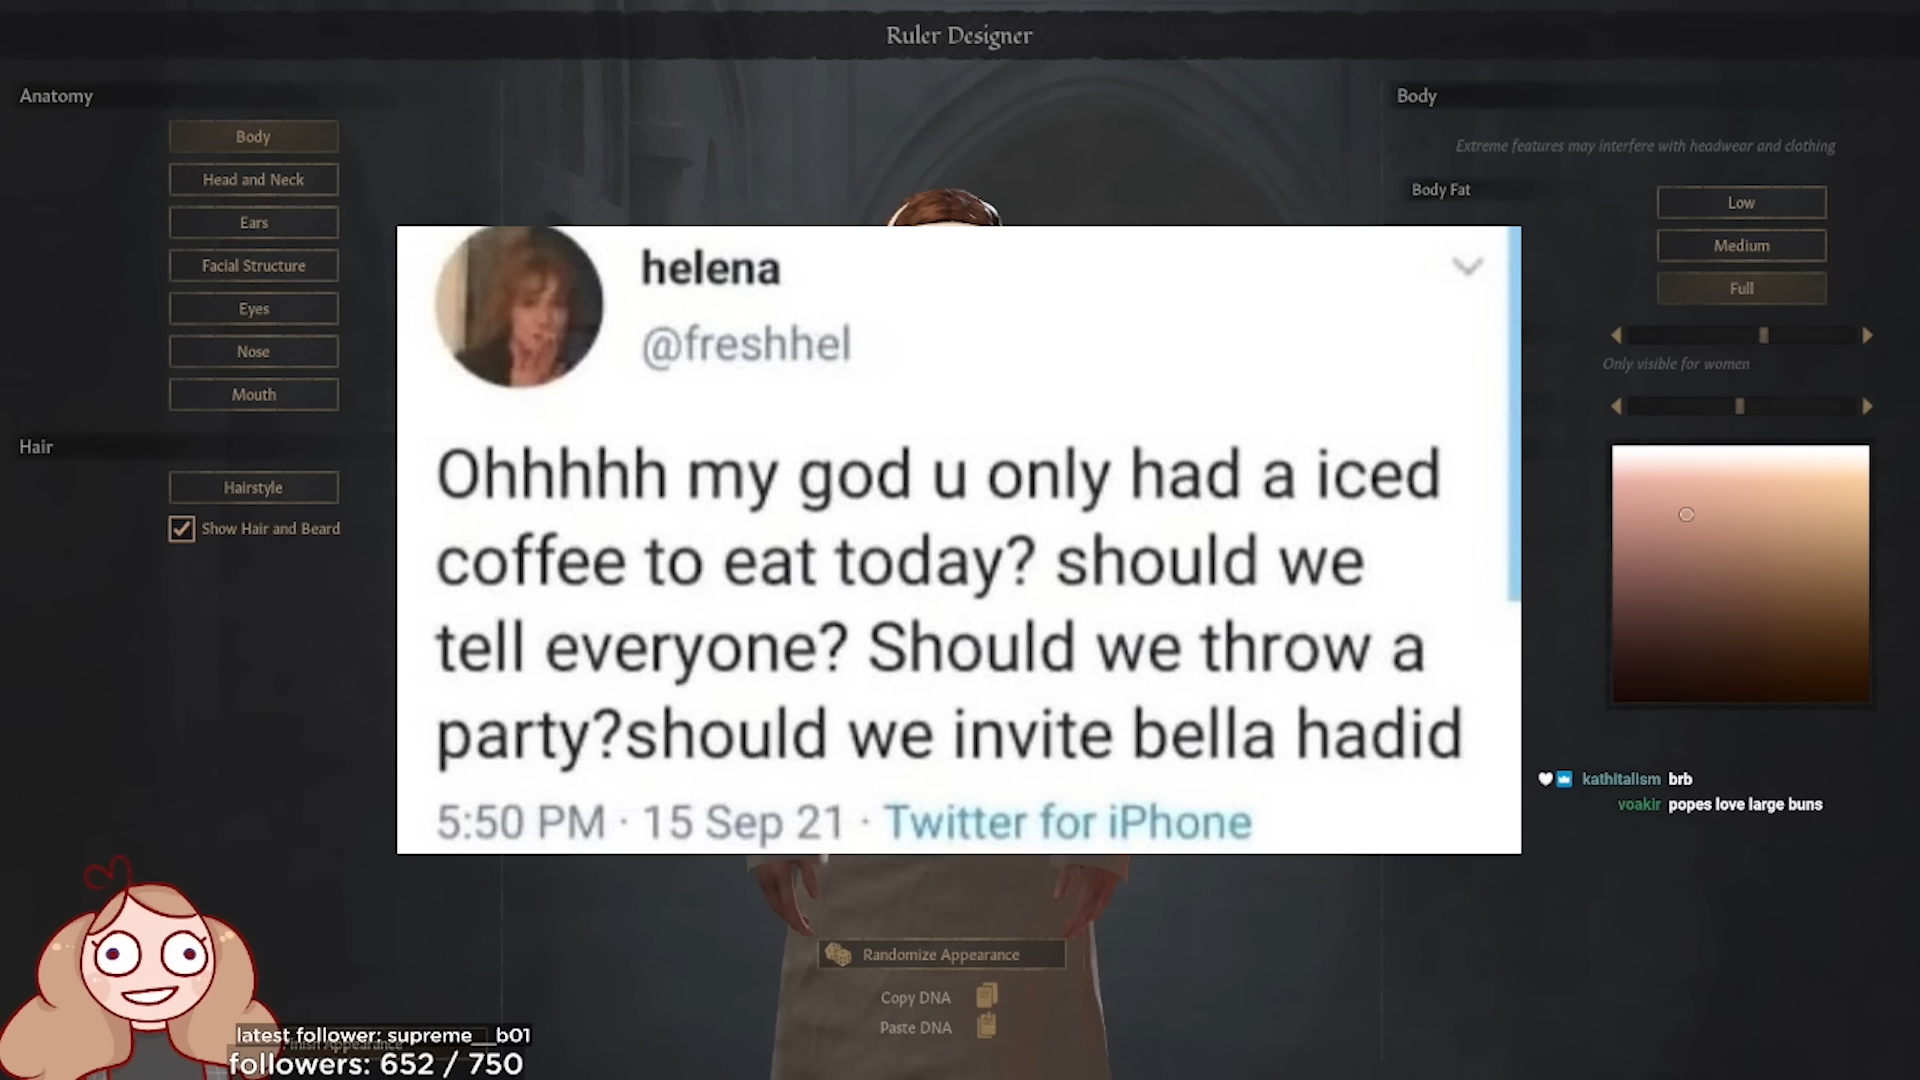 Ruler Designer
Anatomy
Body
Head and Neck
Ears
Facial Structure
Eyes
Nose
Mouth
Hair
Hairstyle
Show Hair and Beard
Body
Extreme features may interfere with headwear and clothing
Body Fat
Low
Medium
Full
Only visible for women
helena
@freshhel
Ohhhhh my god u only had a iced
coffee to eat today? should we
tell everyone? Should we throw a
party?should we invite bella hadid
5:50 PM · 15 Sep 21 · Twitter for iPhone
kathitalism brb
voakir popes love large buns
Randomize Appearance
Copy DNA
Paste DNA
latest follower: supreme__b01
followers: 652 / 750